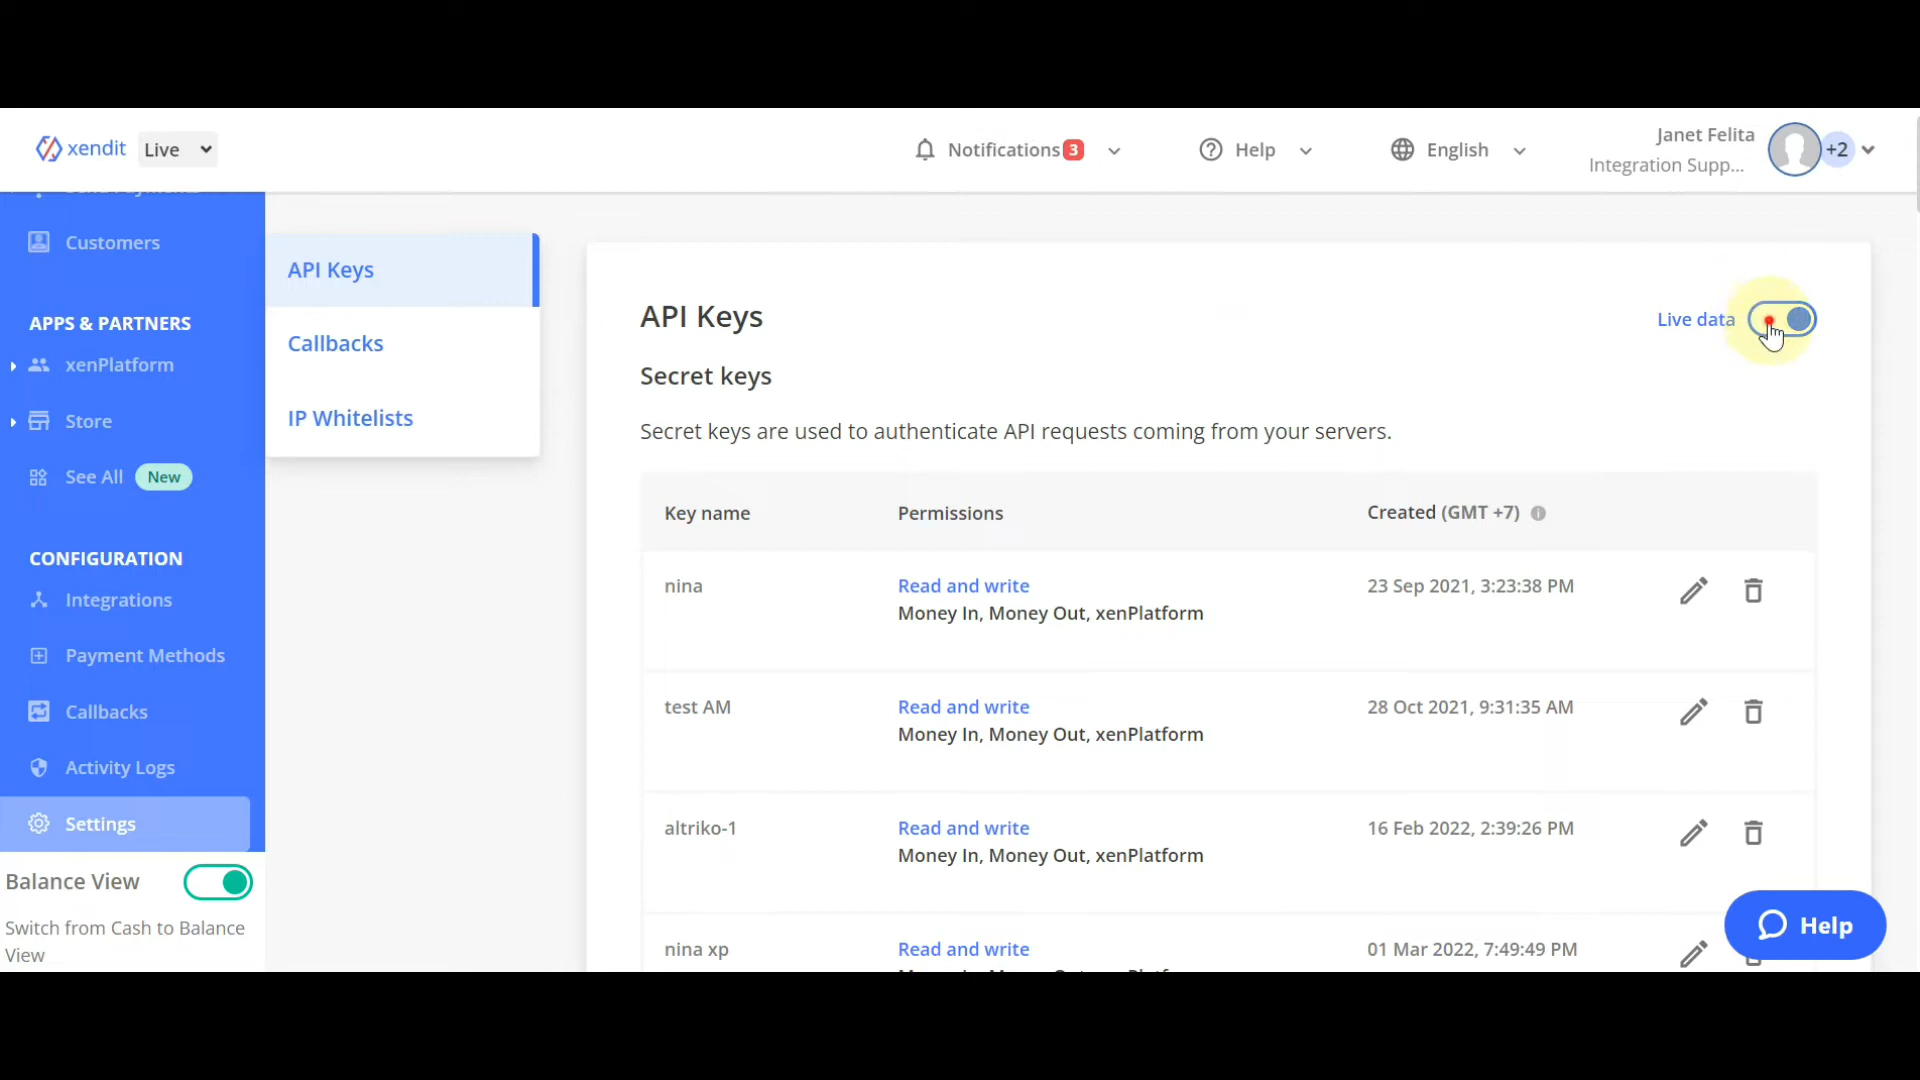 xendit
Live
Notifications 3
Help
English
Janet Felita
Integration Supp...
+2
Customers
APPS & PARTNERS
xenPlatform
Store
See All New
CONFIGURATION
Integrations
Payment Methods
Callbacks
Activity Logs
Settings
Balance View
Switch from Cash to Balance
View
API Keys
Callbacks
IP Whitelists
API Keys
Live data
Secret keys
Secret keys are used to authenticate API requests coming from your servers.
Key name Permissions Created (GMT +7)
nina Read and write 23 Sep 2021, 3:23:38 PM
Money In, Money Out, xenPlatform
test AM Read and write 28 Oct 2021, 9:31:35 AM
Money In, Money Out, xenPlatform
altriko-1 Read and write 16 Feb 2022, 2:39:26 PM
Money In, Money Out, xenPlatform
nina xp Read and write 01 Mar 2022, 7:49:49 PM
Help